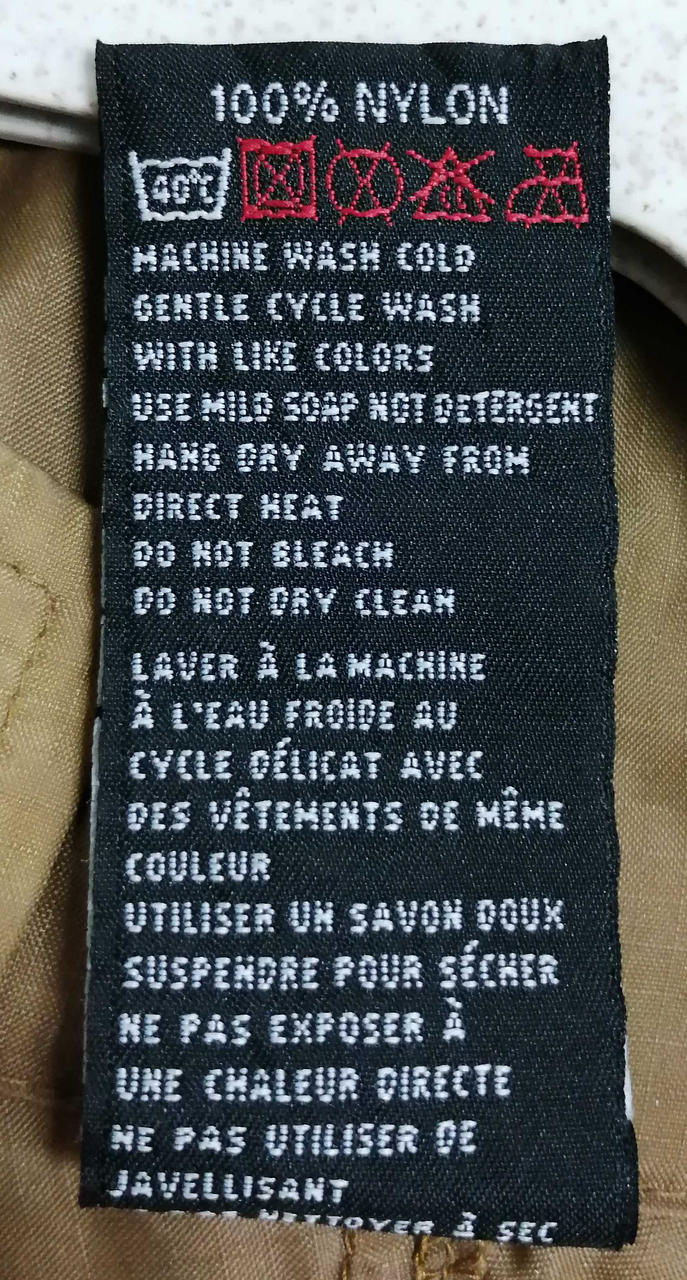 100% NYLON
40°C
MACHINE WASH COLD
GENTLE CYCLE WASH
WITH LIKE COLORS
USE MILD SOAP NOT DETERGENT
HANG DRY AWAY FROM
DIRECT HEAT
DO NOT BLEACH
DO NOT DRY CLEAN
LAVER À LA MACHINE
À L'EAU FROIDE AU
CYCLE DÉLICAT AVEC
DES VÊTEMENTS DE MÊME
COULEUR
UTILISER UN SAVON DOUX
SUSPENDRE POUR SÉCHER
NE PAS EXPOSER À
UNE CHALEUR DIRECTE
NE PAS UTILISER DE
JAVELLISANT
NETTOYER À SEC